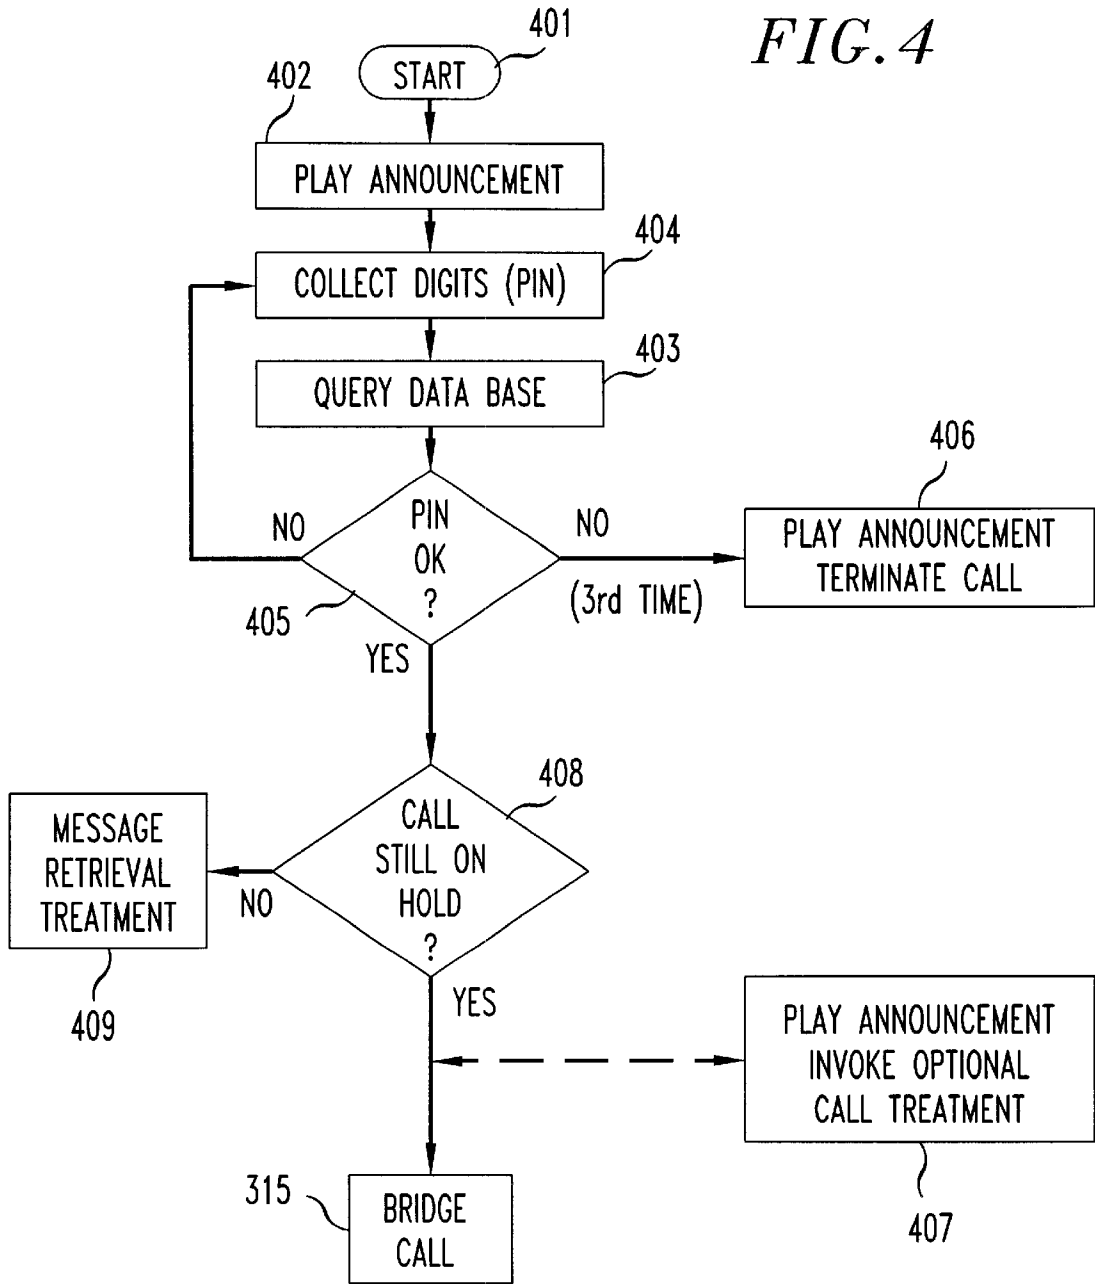 FIG. 4
401
START
402
PLAY ANNOUNCEMENT
404
COLLECT DIGITS (PIN)
403
QUERY DATA BASE
406
PLAY ANNOUNCEMENT
TERMINATE CALL
NO
PIN
OK
?
NO
(3rd TIME)
405
YES
408
CALL
STILL ON
HOLD
?
MESSAGE
RETRIEVAL
TREATMENT
NO
409
YES
PLAY ANNOUNCEMENT
INVOKE OPTIONAL
CALL TREATMENT
407
315
BRIDGE
CALL